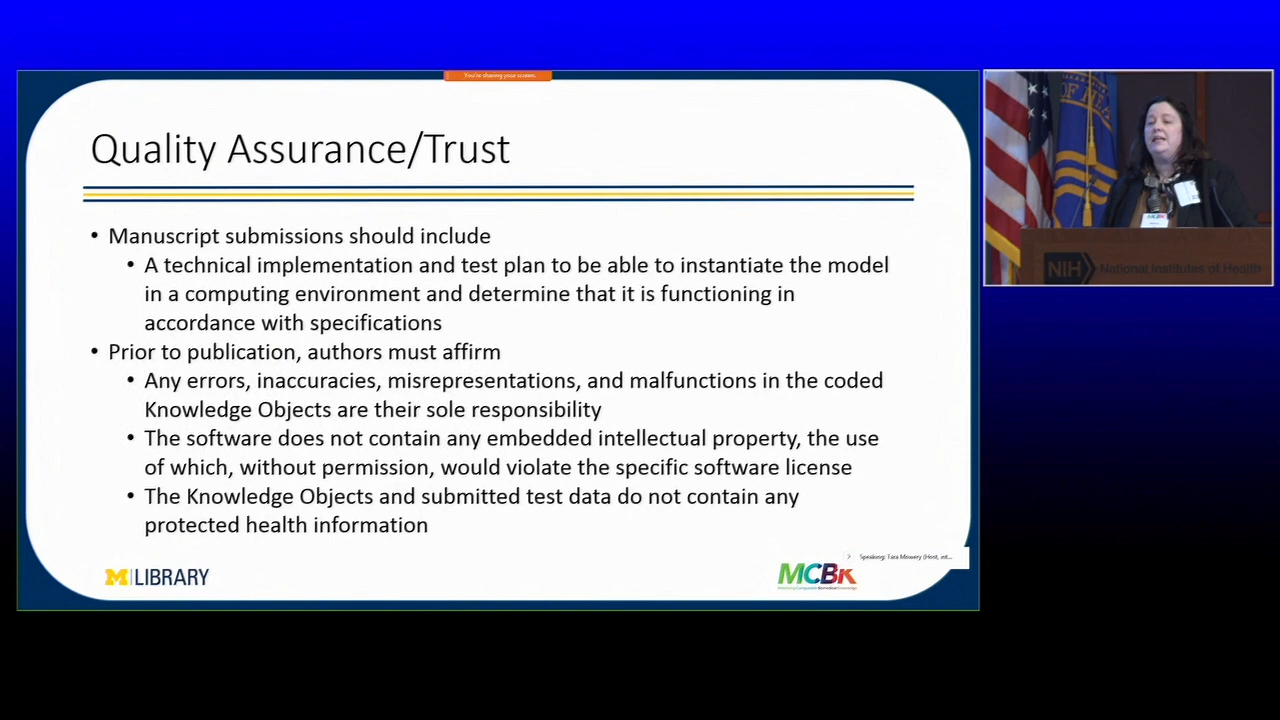 You're sharing your screen.
Quality Assurance/Trust
• Manuscript submissions should include
• A technical implementation and test plan to be able to instantiate the model
in a computing environment and determine that it is functioning in
accordance with specifications
• Prior to publication, authors must affirm
• Any errors, inaccuracies, misrepresentations, and malfunctions in the coded
Knowledge Objects are their sole responsibility
• The software does not contain any embedded intellectual property, the use
of which, without permission, would violate the specific software license
• The Knowledge Objects and submitted test data do not contain any
protected health information
Speaking: Tara Mowery (Host, int...
M LIBRARY
MCBK
OF HEA
MCBK
NIH National Institutes of Health